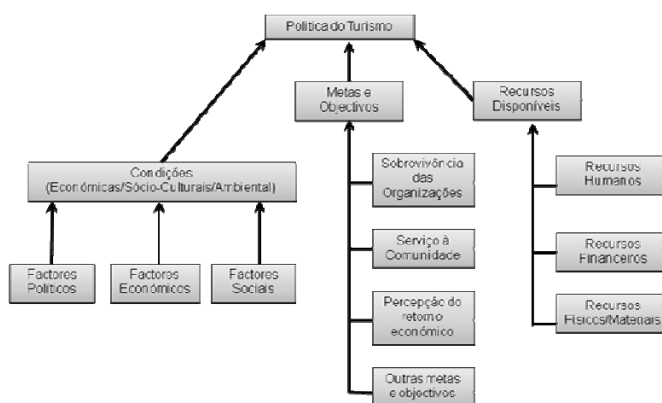 Política do Turismo
Metas e
Objectivos
Recursos
Disponíveis
Condições
(Económicas/Sócio-Culturais/Ambiental)
Sobrovivência
das
Organizações
Recursos
Humanos
Serviço à
Comunidade
Recursos
Financeiros
Factores
Políticos
Factores
Económicos
Factores
Sociais
Percepção do
retorno
económico
Recursos
Físicos/Materiais
Outras metas
e objectivos